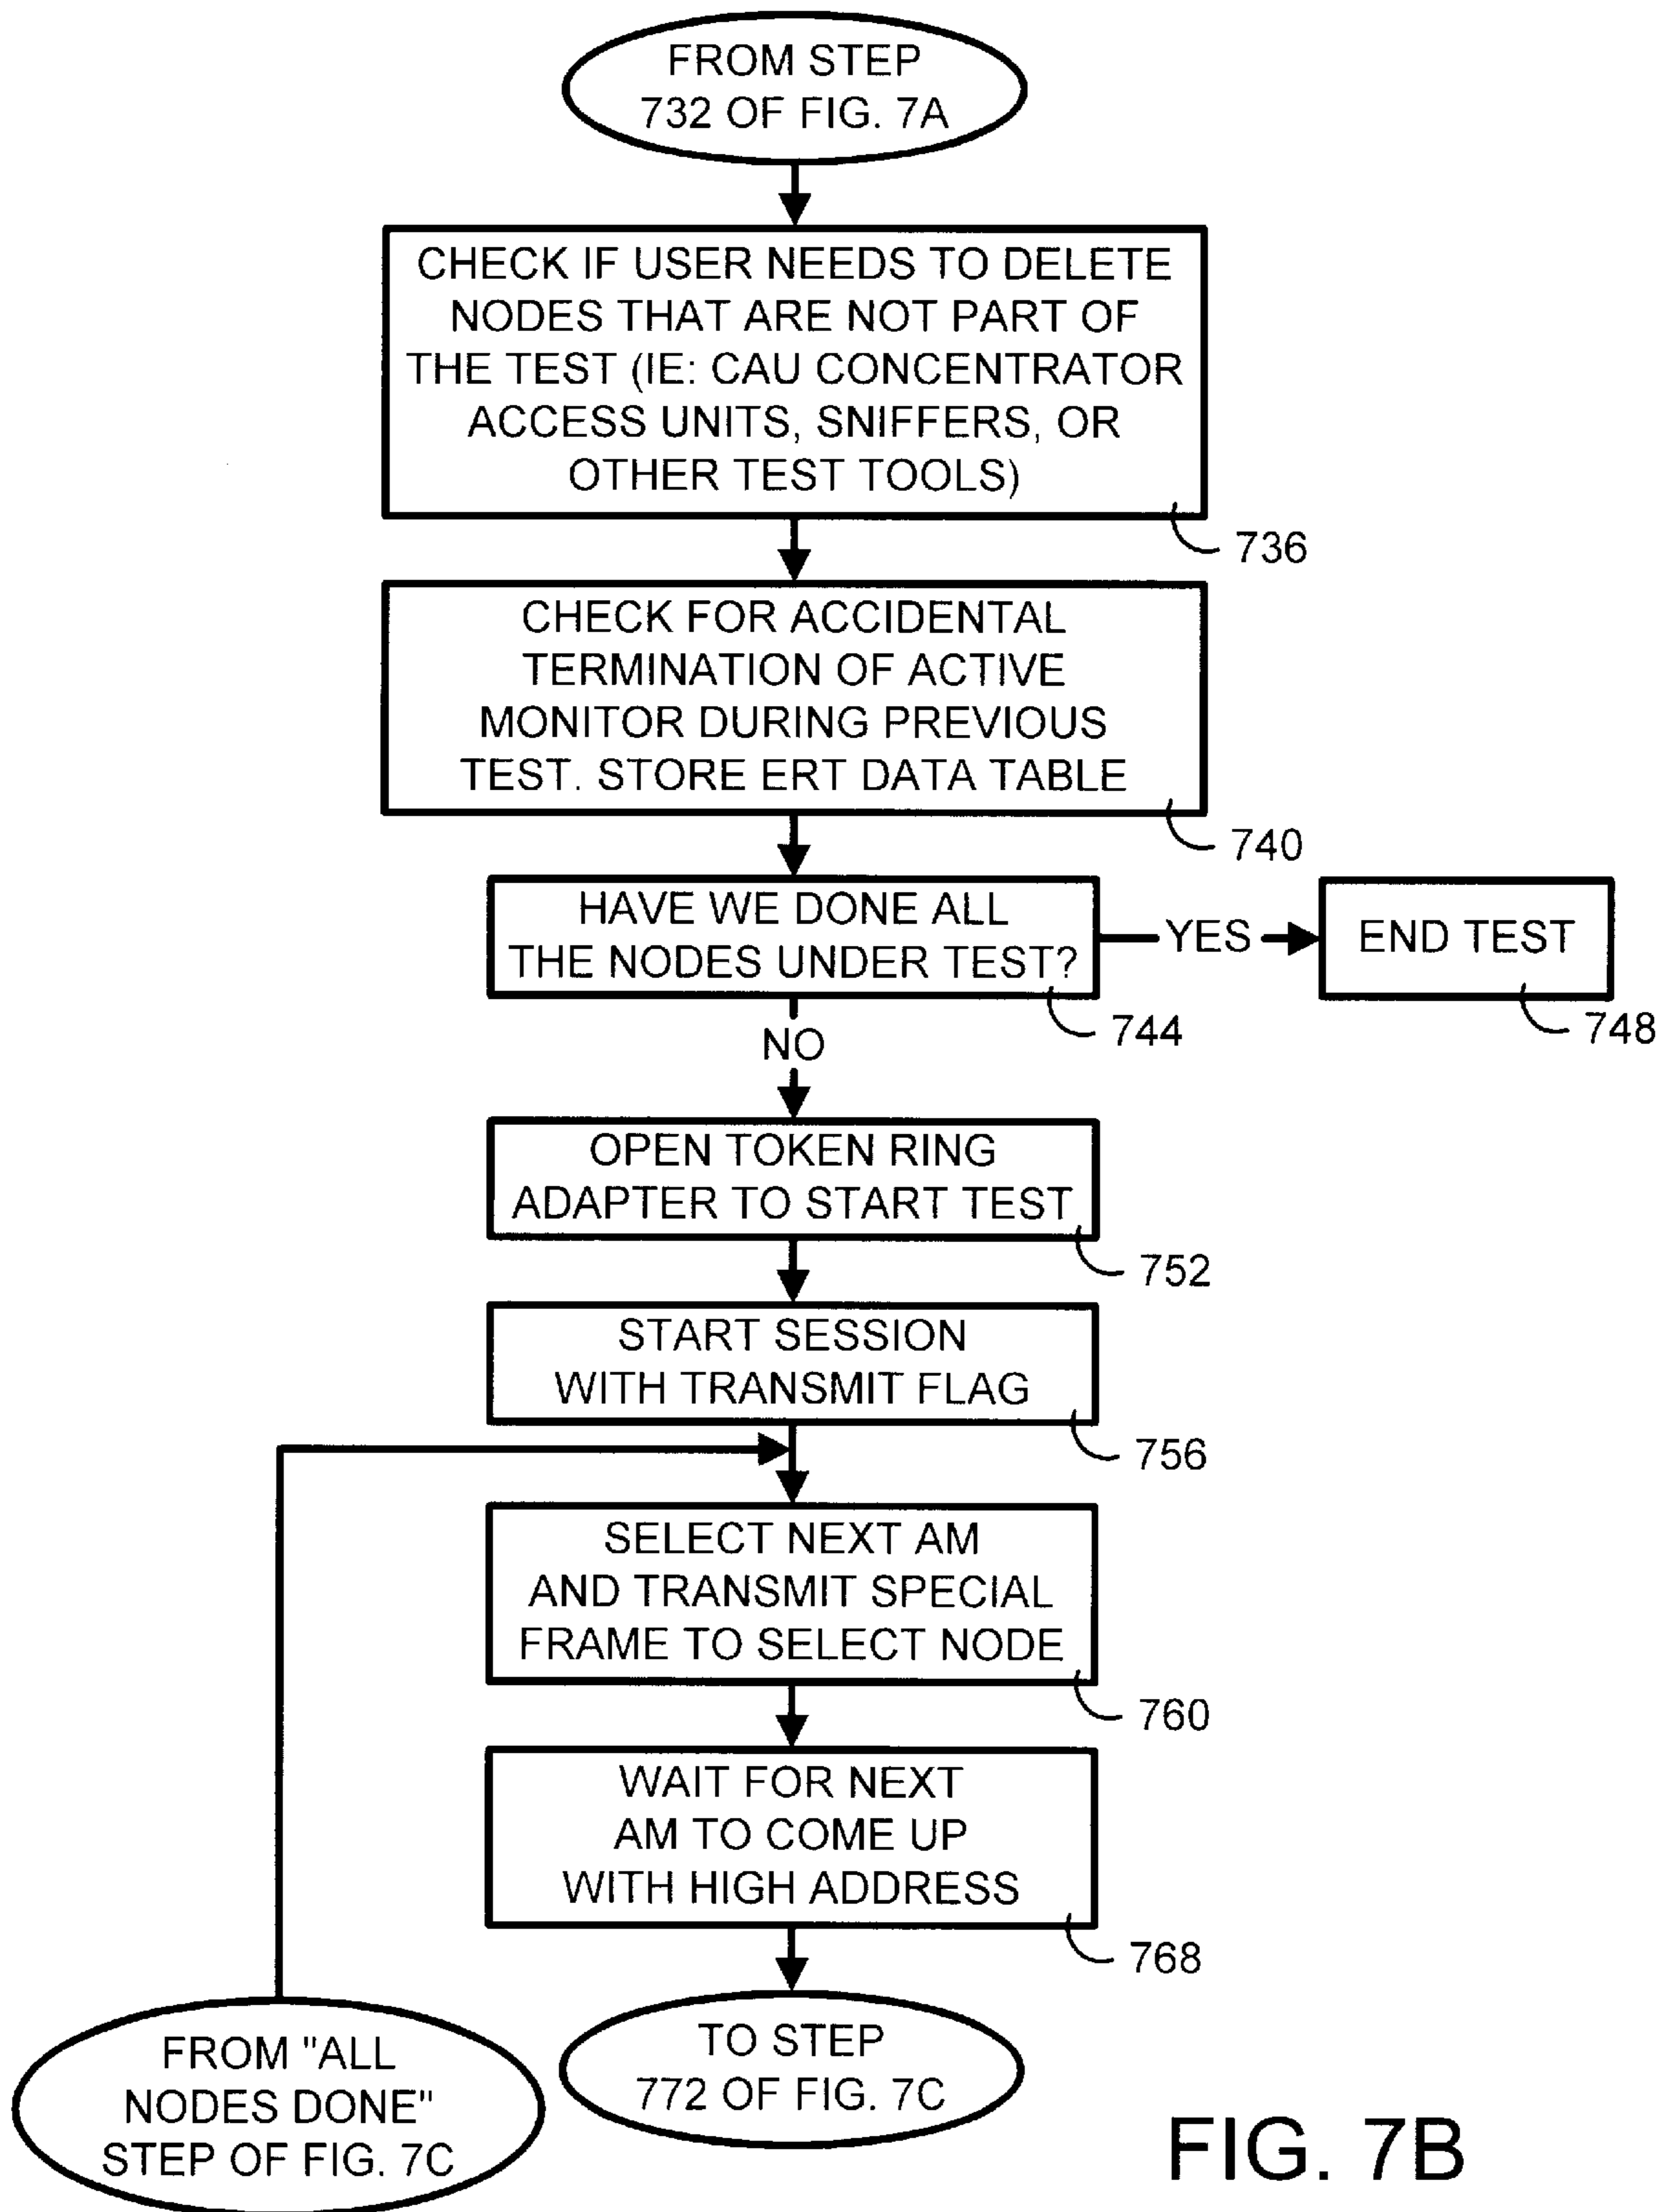 FROM STEP
732 OF FIG. 7A
CHECK IF USER NEEDS TO DELETE
NODES THAT ARE NOT PART OF
THE TEST (IE: CAU CONCENTRATOR
ACCESS UNITS, SNIFFERS, OR
OTHER TEST TOOLS)
736
CHECK FOR ACCIDENTAL
TERMINATION OF ACTIVE
MONITOR DURING PREVIOUS
TEST. STORE ERT DATA TABLE
740
HAVE WE DONE ALL
THE NODES UNDER TEST?
744
YES
END TEST
748
NO
OPEN TOKEN RING
ADAPTER TO START TEST
752
START SESSION
WITH TRANSMIT FLAG
756
SELECT NEXT AM
AND TRANSMIT SPECIAL
FRAME TO SELECT NODE
760
WAIT FOR NEXT
AM TO COME UP
WITH HIGH ADDRESS
768
FROM "ALL
NODES DONE"
STEP OF FIG. 7C
TO STEP
772 OF FIG. 7C
FIG. 7B